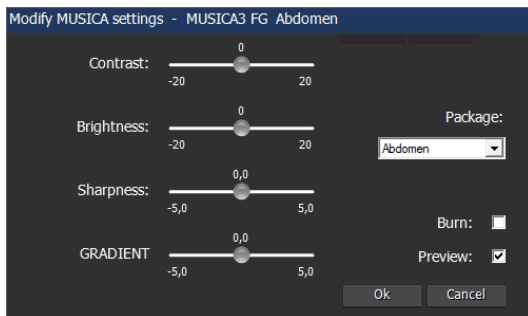 Modify MUSICA settings - MUSICA3 FG Abdomen
Contrast:
0
-20
20
Brightness:
0
-20
20
Sharpness:
0,0
-5,0
5,0
GRADIENT
0,0
-5,0
5,0
Package:
Abdomen
Burn:
Preview:
Ok
Cancel